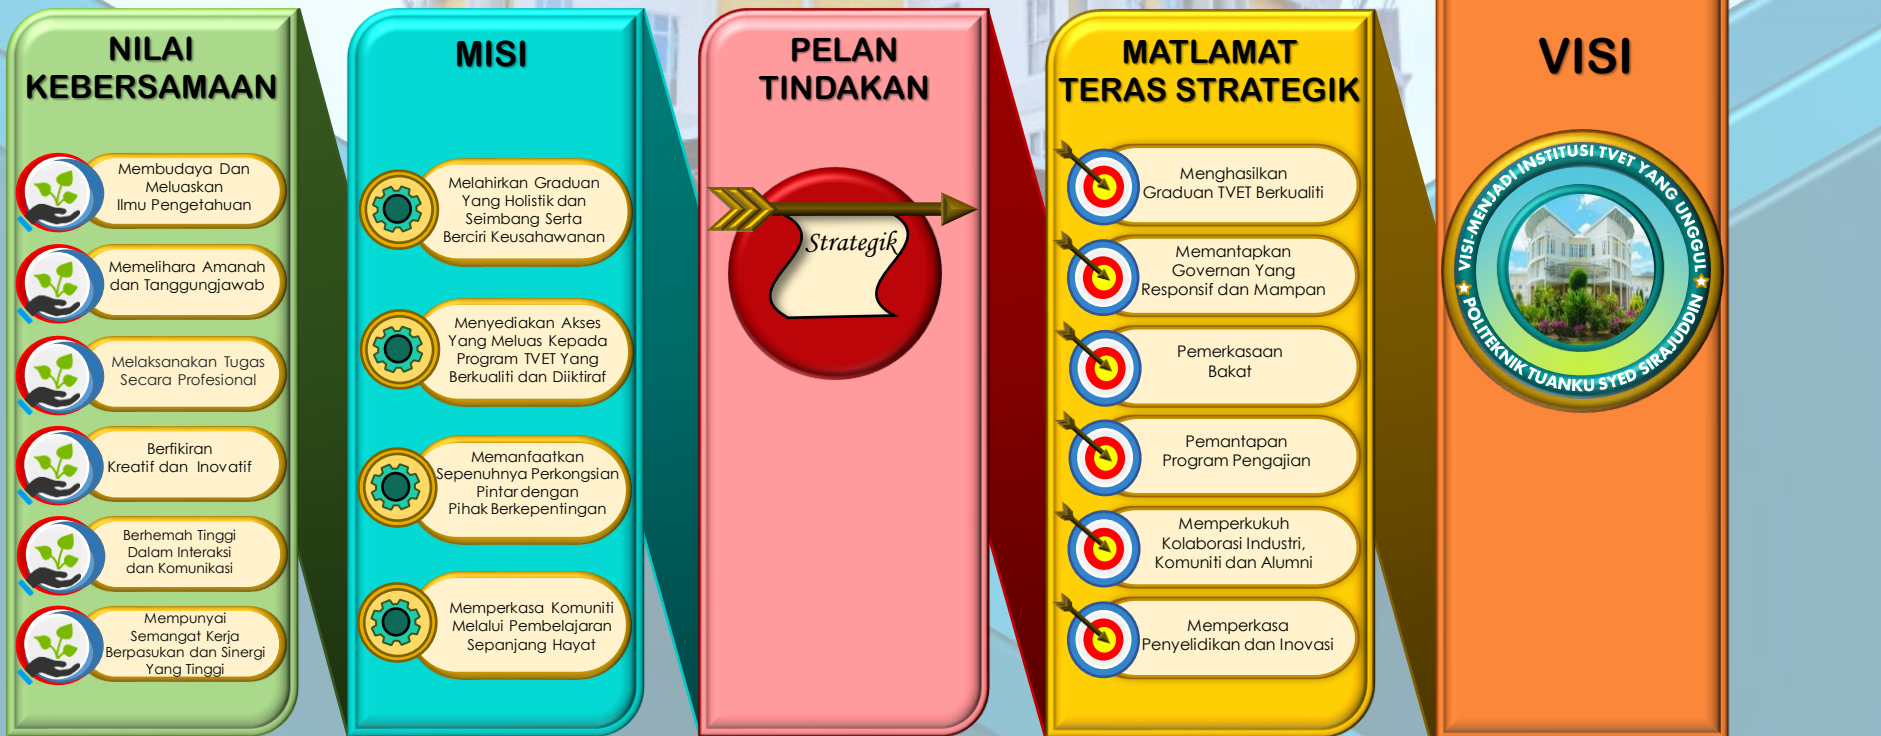 NILAI
KEBERSAMAAN
Membudaya Dan
Meluaskan
Ilmu Pengetahuan
Memelihara Amanah
dan Tanggungjawab
Melaksanakan Tugas
Secara Profesional
Berfikiran
Kreatif dan Inovatif
Berhemah Tinggi
Dalam Interaksi
dan Komunikasi
Mempunyai
Semangat Kerja
Berpasukan dan Sinergi
Yang Tinggi
MISI
Melahirkan Graduan
Yang Holistik dan
Seimbang Serta
Berciri Keusahawanan
Menyediakan Akses
Yang Meluas Kepada
Program TVET Yang
Berkualiti dan Diiktiraf
Memanfaatkan
Sepenuhnya Perkongsian
Pintar dengan
Pihak Berkepentingan
Memperkasa Komuniti
Melalui Pembelajaran
Sepanjang Hayat
PELAN
TINDAKAN
Strategik
MATLAMAT
TERAS STRATEGIK
Menghasilkan
Graduan TVET Berkualiti
Memantapkan
Governan Yang
Responsif dan Mampan
Pemerkasaan
Bakat
Pemantapan
Program Pengajian
Memperkukuh
Kolaborasi Industri,
Komuniti dan Alumni
Memperkasa
Penyelidikan dan Inovasi
VISI
VISI-MENJADI INSTITUSI TVET YANG UNGGUL
POLITEKNIK TUANKU SYED SIRAJUDDIN